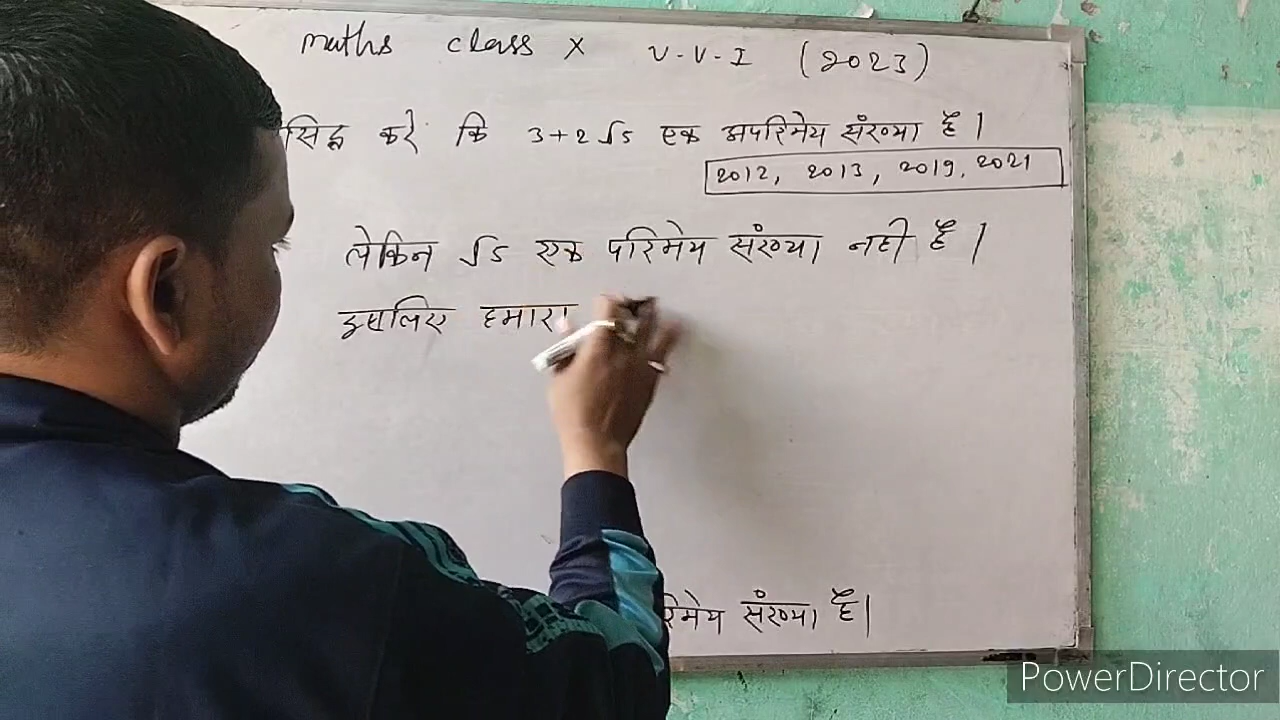 maths class X V.V.I (2023)
सिद्ध करे कि 3+2√5 एक अपरिमेय संख्या है।
2012, 2013, 2019, 2021
लेकिन √5 एक परिमेय संख्या नही है।
इसलिए हमारा
रिमेय संख्या है।
PowerDirector